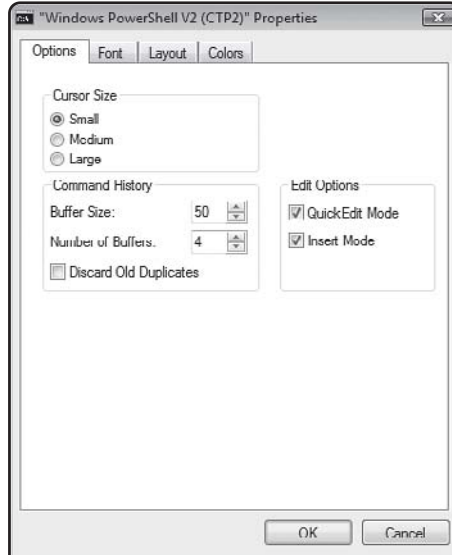 "Windows PowerShell V2 (CTP2)" Properties
Options Font Layout Colors
Cursor Size
Small
Medium
Large
Command History
Buffer Size: 50
Number of Buffers: 4
Discard Old Duplicates
Edit Options
QuickEdit Mode
Insert Mode
OK Cancel